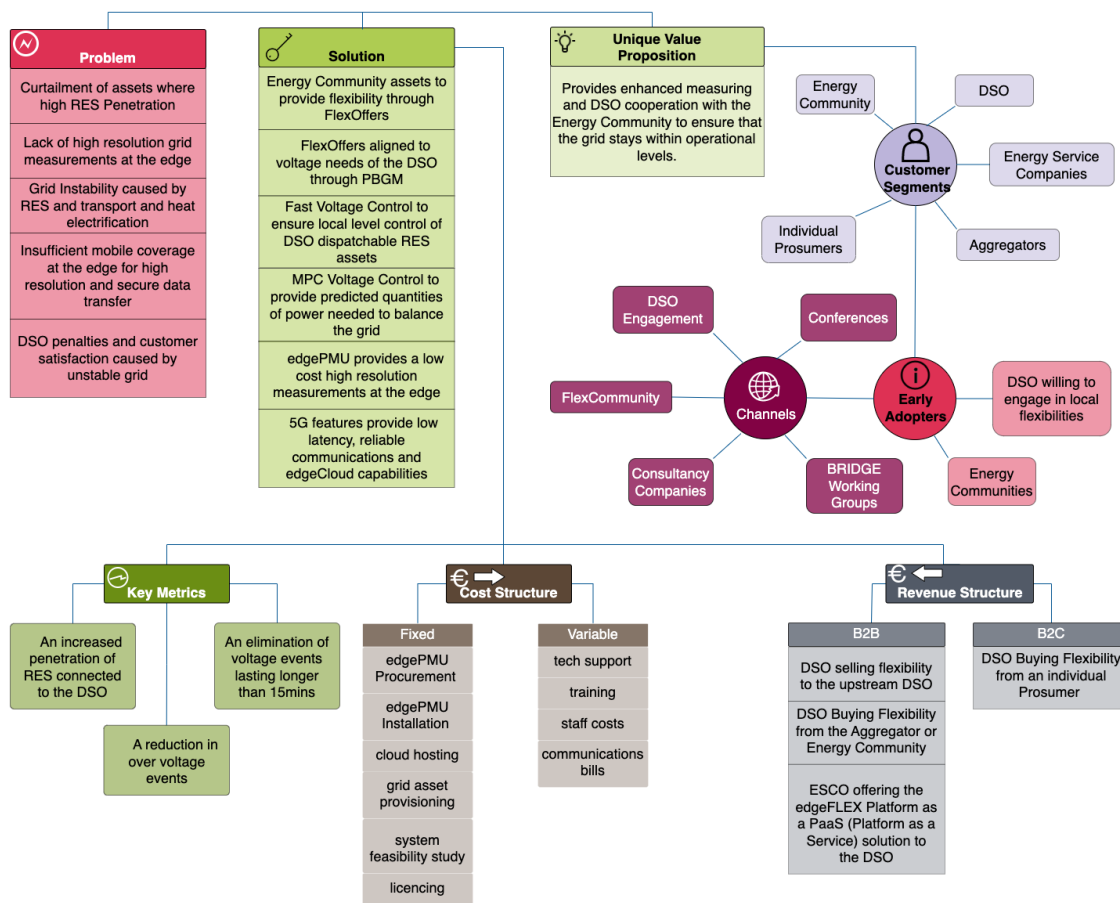 Problem
Curtailment of assets where
high RES Penetration
Lack of high resolution grid
measurements at the edge
Grid Instability caused by
RES and transport and heat
electrification
Insufficient mobile coverage
at the edge for high
resolution and secure data
transfer
DSO penalties and customer
satisfaction caused by
unstable grid
Solution
Energy Community assets to
provide flexibility through
FlexOffers
FlexOffers aligned to
voltage needs of the DSO
through PBGM
Fast Voltage Control to
ensure local level control of
DSO dispatchable RES
assets
MPC Voltage Control to
provide predicted quantities
of power needed to balance
the grid
edgePMU provides a low
cost high resolution
measurements at the edge
5G features provide low
latency, reliable
communications and
edgeCloud capabilities
Unique Value
Proposition
Provides enhanced measuring
and DSO cooperation with the
Energy Community to ensure that
the grid stays within operational
levels.
Energy
Community
DSO
Customer
Segments
Energy Service
Companies
Individual
Prosumers
Aggregators
DSO
Engagement
Conferences
FlexCommunity
Channels
Consultancy
Companies
BRIDGE
Working
Groups
Early
Adopters
DSO willing to
engage in local
flexibilities
Energy
Communities
Key Metrics
An increased
penetration of
RES connected
to the DSO
An elimination of
voltage events
lasting longer
than 15mins
A reduction in
over voltage
events
€
Cost Structure
Fixed
edgePMU
Procurement
edgePMU
Installation
cloud hosting
grid asset
provisioning
system
feasibility study
licencing
Variable
tech support
training
staff costs
communications
bills
€
Revenue Structure
B2B
DSO selling flexibility
to the upstream DSO
DSO Buying Flexibility
from the Aggregator or
Energy Community
ESCO offering the
edgeFLEX Platform as
a PaaS (Platform as a
Service) solution to
the DSO
B2C
DSO Buying Flexibility
from an individual
Prosumer